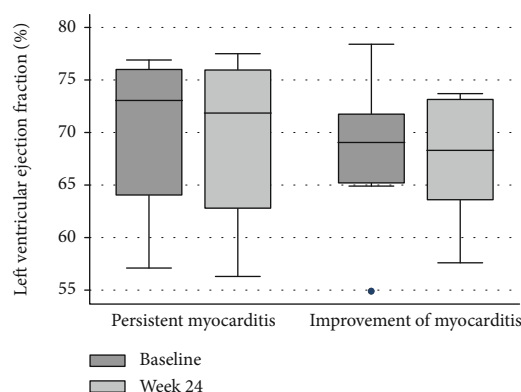 Left ventricular ejection fraction (%)
80
75
70
65
60
55
Persistent myocarditis
Improvement of myocarditis
Baseline
Week 24